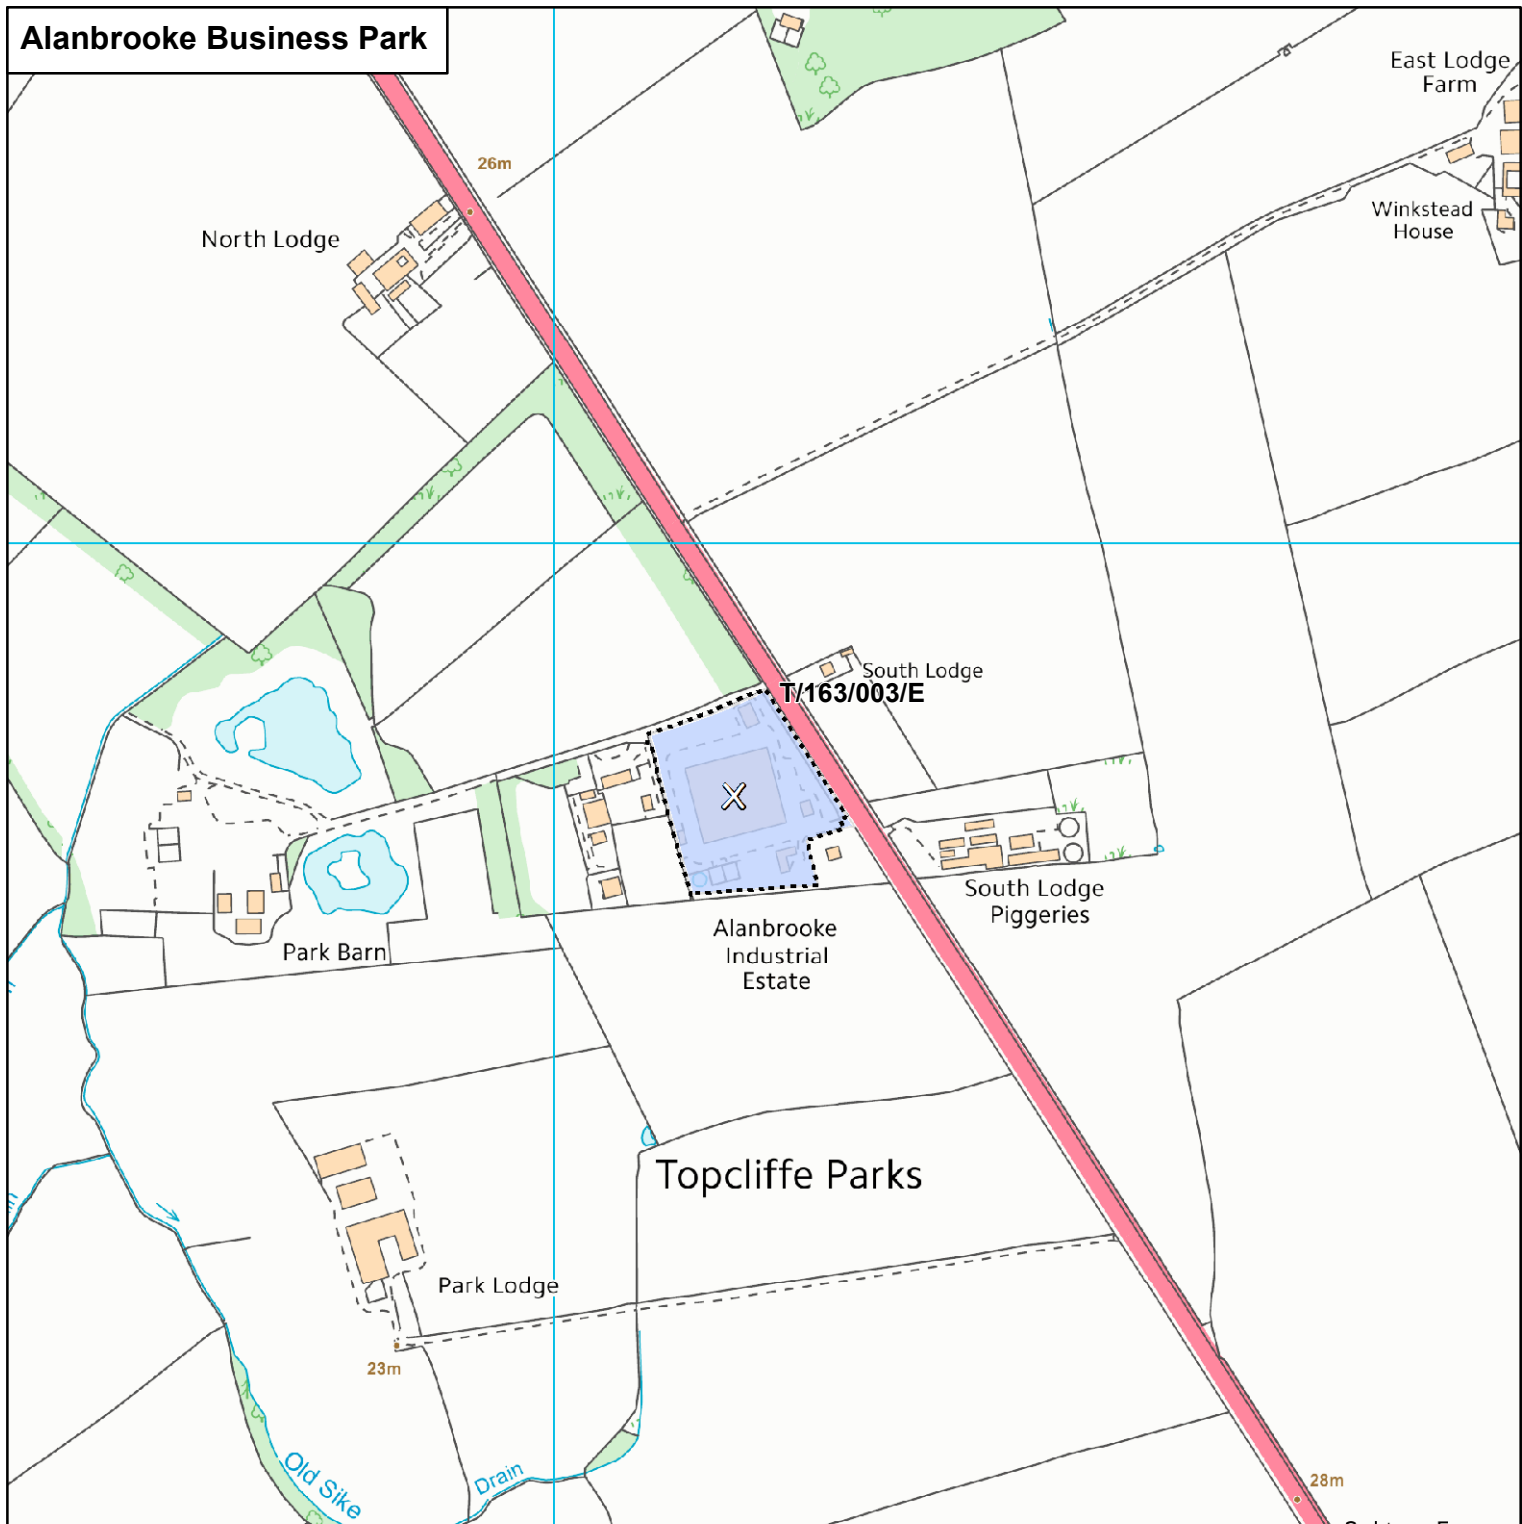 Alanbrooke Business Park
East Lodge
Farm
26m
Winkstead
House
North Lodge
South Lodge
T/163/003/E
South Lodge
Piggeries
Alanbrooke
Industrial
Estate
Park Barn
Topcliffe Parks
Park Lodge
23m
Old Sike
Drain
28m